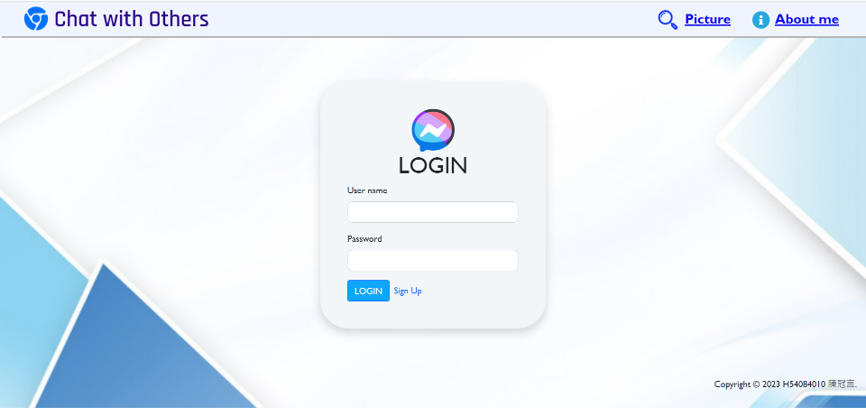 Chat with Others
Picture
About me
LOGIN
User name
Password
LOGIN Sign Up
Copyright © 2023 H54084010 陳冠言.